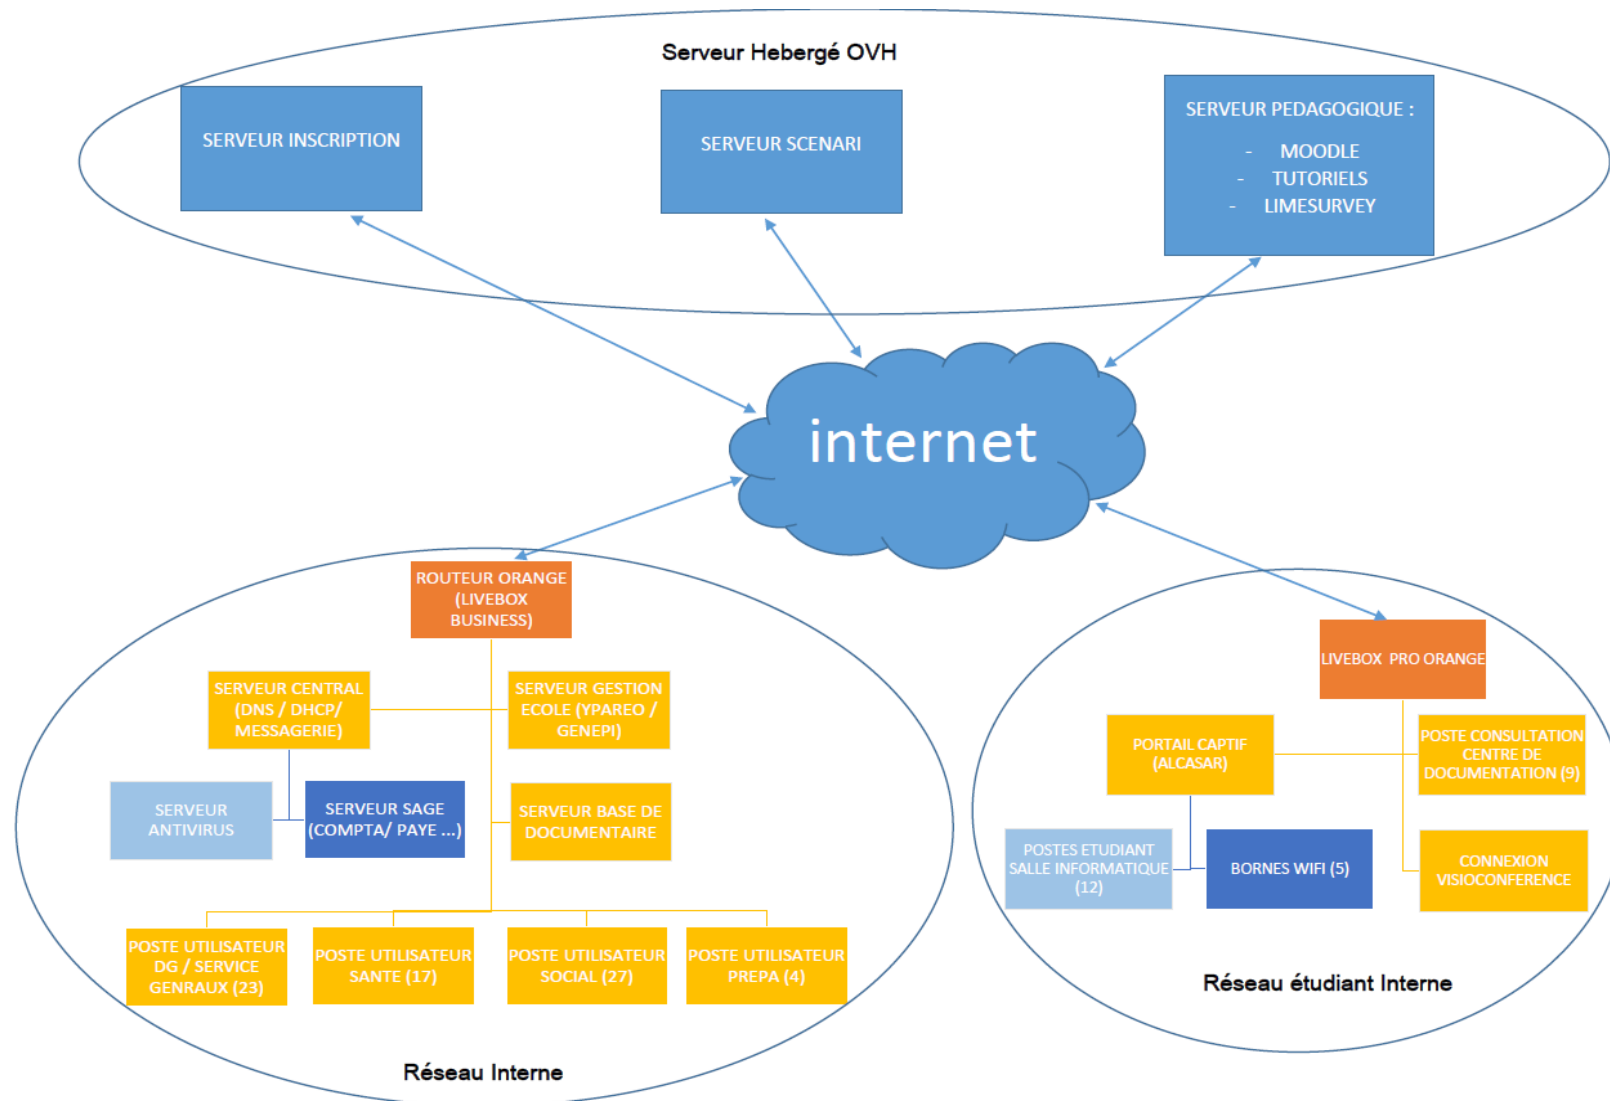 Serveur Hebergé OVH
SERVEUR INSCRIPTION
SERVEUR SCENARI
SERVEUR PEDAGOGIQUE :
- MOODLE
- TUTORIELS
- LIMESURVEY
internet
ROUTEUR ORANGE
(LIVEBOX
BUSINESS)
SERVEUR CENTRAL
(DNS / DHCP/
MESSAGERIE)
SERVEUR GESTION
ECOLE (YPAREO /
GENEPI)
SERVEUR
ANTIVIRUS
SERVEUR SAGE
(COMPTA/ PAYE ...)
SERVEUR BASE DE
DOCUMENTAIRE
POSTE UTILISATEUR
DG / SERVICE
GENRAUX (23)
POSTE UTILISATEUR
SANTE (17)
POSTE UTILISATEUR
SOCIAL (27)
POSTE UTILISATEUR
PREPA (4)
Réseau Interne
LIVEBOX PRO ORANGE
PORTAIL CAPTIF
(ALCASAR)
POSTE CONSULTATION
CENTRE DE
DOCUMENTATION (9)
POSTES ETUDIANT
SALLE INFORMATIQUE
(12)
BORNES WIFI (5)
CONNEXION
VISIOCONFERENCE
Réseau étudiant Interne